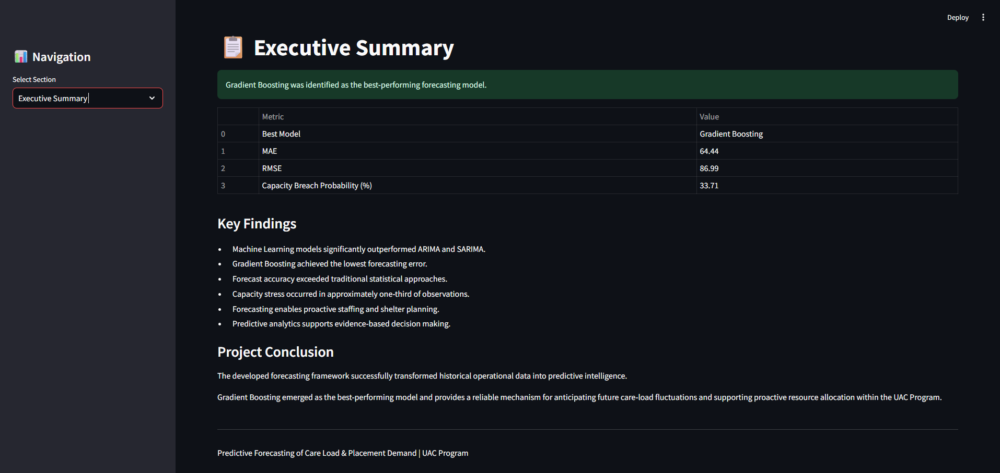 Deploy
Navigation
Select Section
Executive Summary
Executive Summary
Gradient Boosting was identified as the best-performing forecasting model.
Metric Value
0 Best Model Gradient Boosting
1 MAE 64.44
2 RMSE 86.99
3 Capacity Breach Probability (%) 33.71
Key Findings
• Machine Learning models significantly outperformed ARIMA and SARIMA.
• Gradient Boosting achieved the lowest forecasting error.
• Forecast accuracy exceeded traditional statistical approaches.
• Capacity stress occurred in approximately one-third of observations.
• Forecasting enables proactive staffing and shelter planning.
• Predictive analytics supports evidence-based decision making.
Project Conclusion
The developed forecasting framework successfully transformed historical operational data into predictive intelligence.
Gradient Boosting emerged as the best-performing model and provides a reliable mechanism for anticipating future care-load fluctuations and supporting proactive resource allocation within the UAC Program.
Predictive Forecasting of Care Load & Placement Demand | UAC Program